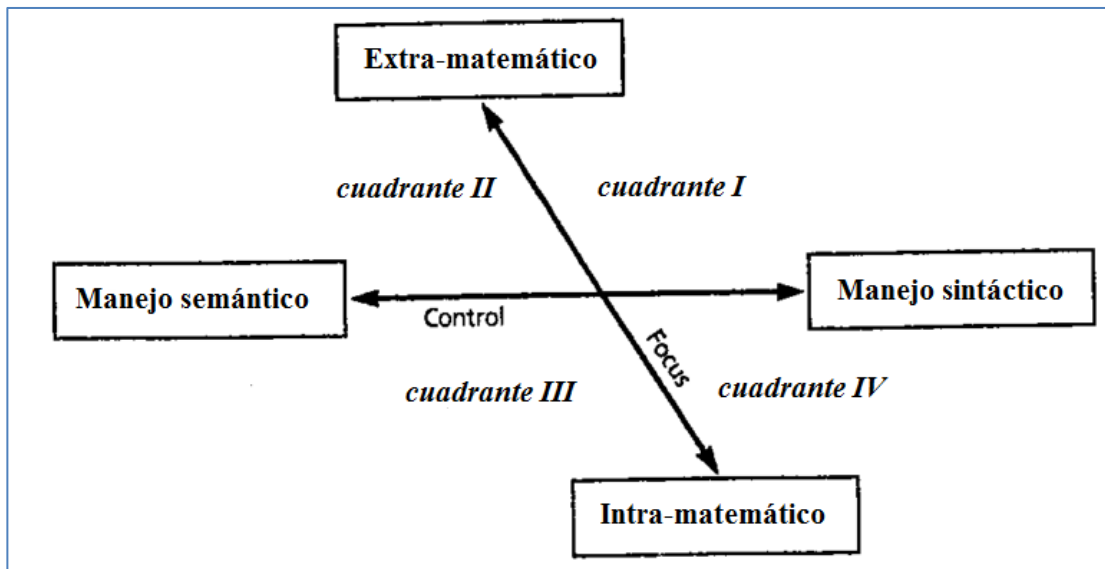 Extra-matemático
cuadrante II
cuadrante I
Manejo semántico
Manejo sintáctico
Control
Focus
cuadrante III
cuadrante IV
Intra-matemático